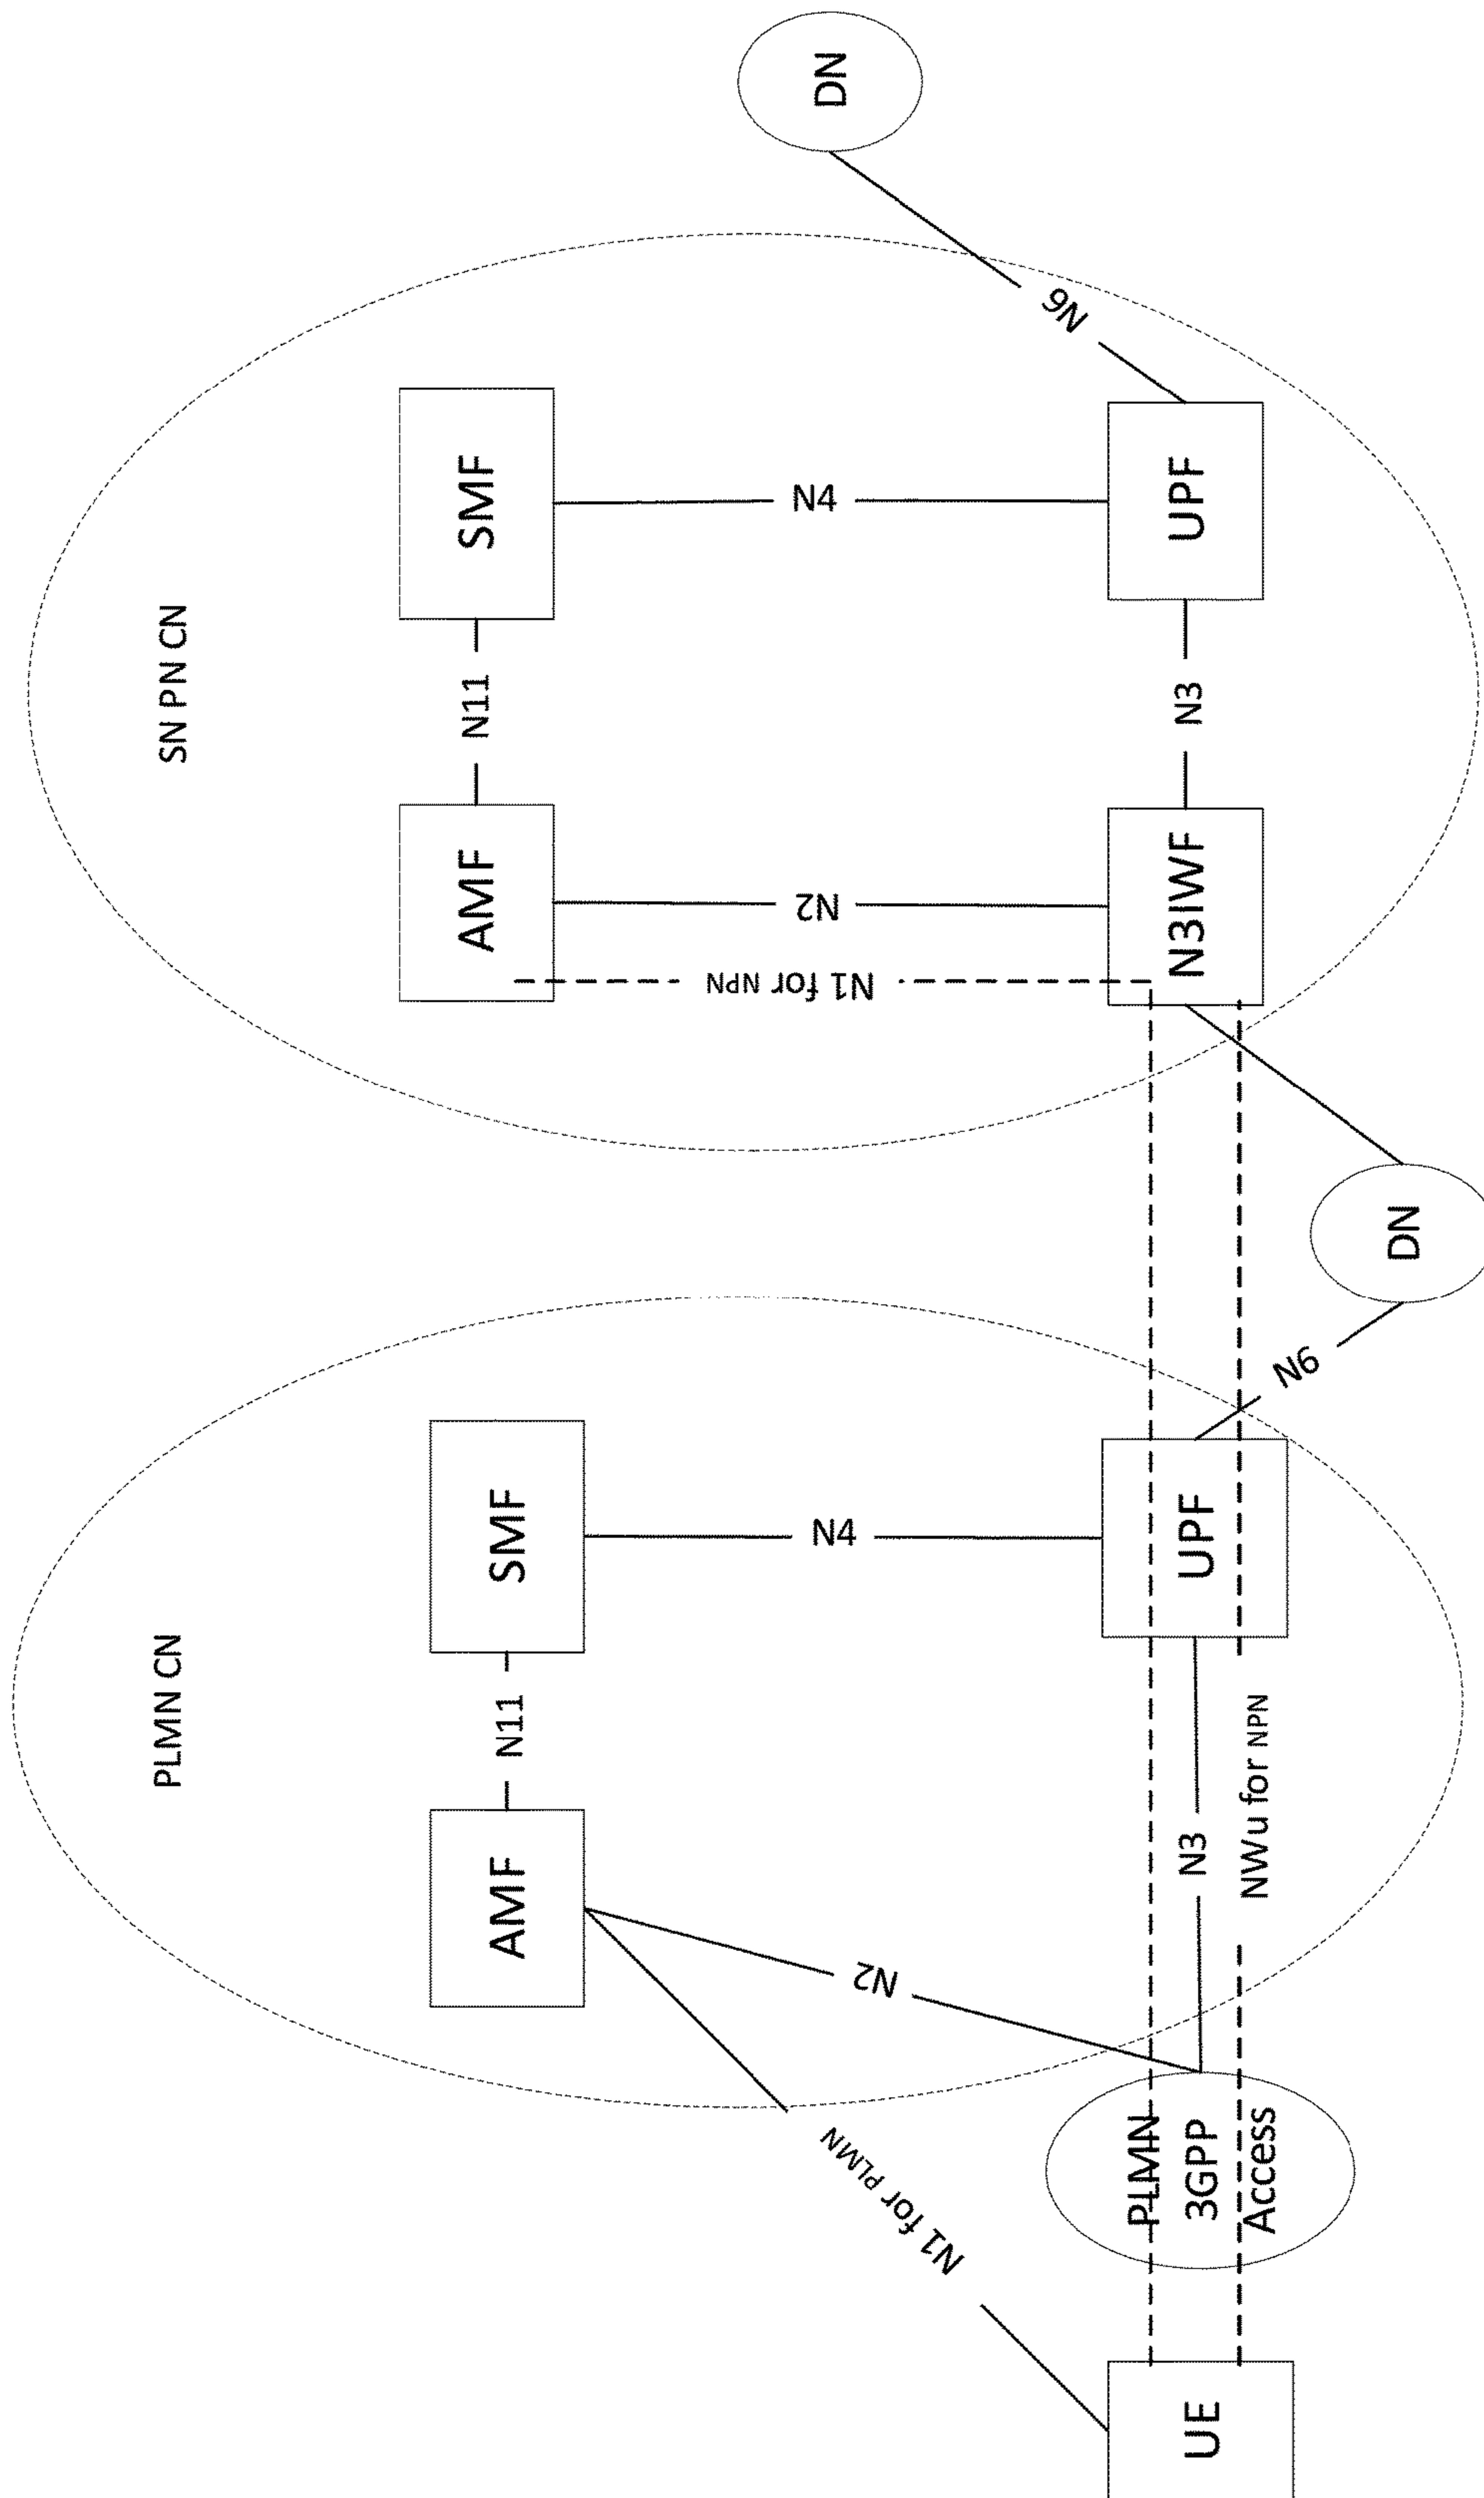 PLMN CN
SN PN CN
AMF
N11
SMF
AMF
N11
SMF
N1 for PLMN
N2
N4
N1 for NPN
N2
N4
N6
DN
UE
PLMN
3GPP
Access
N3
UPF
NWu for NPN
N6
DN
N3IWF
N3
UPF